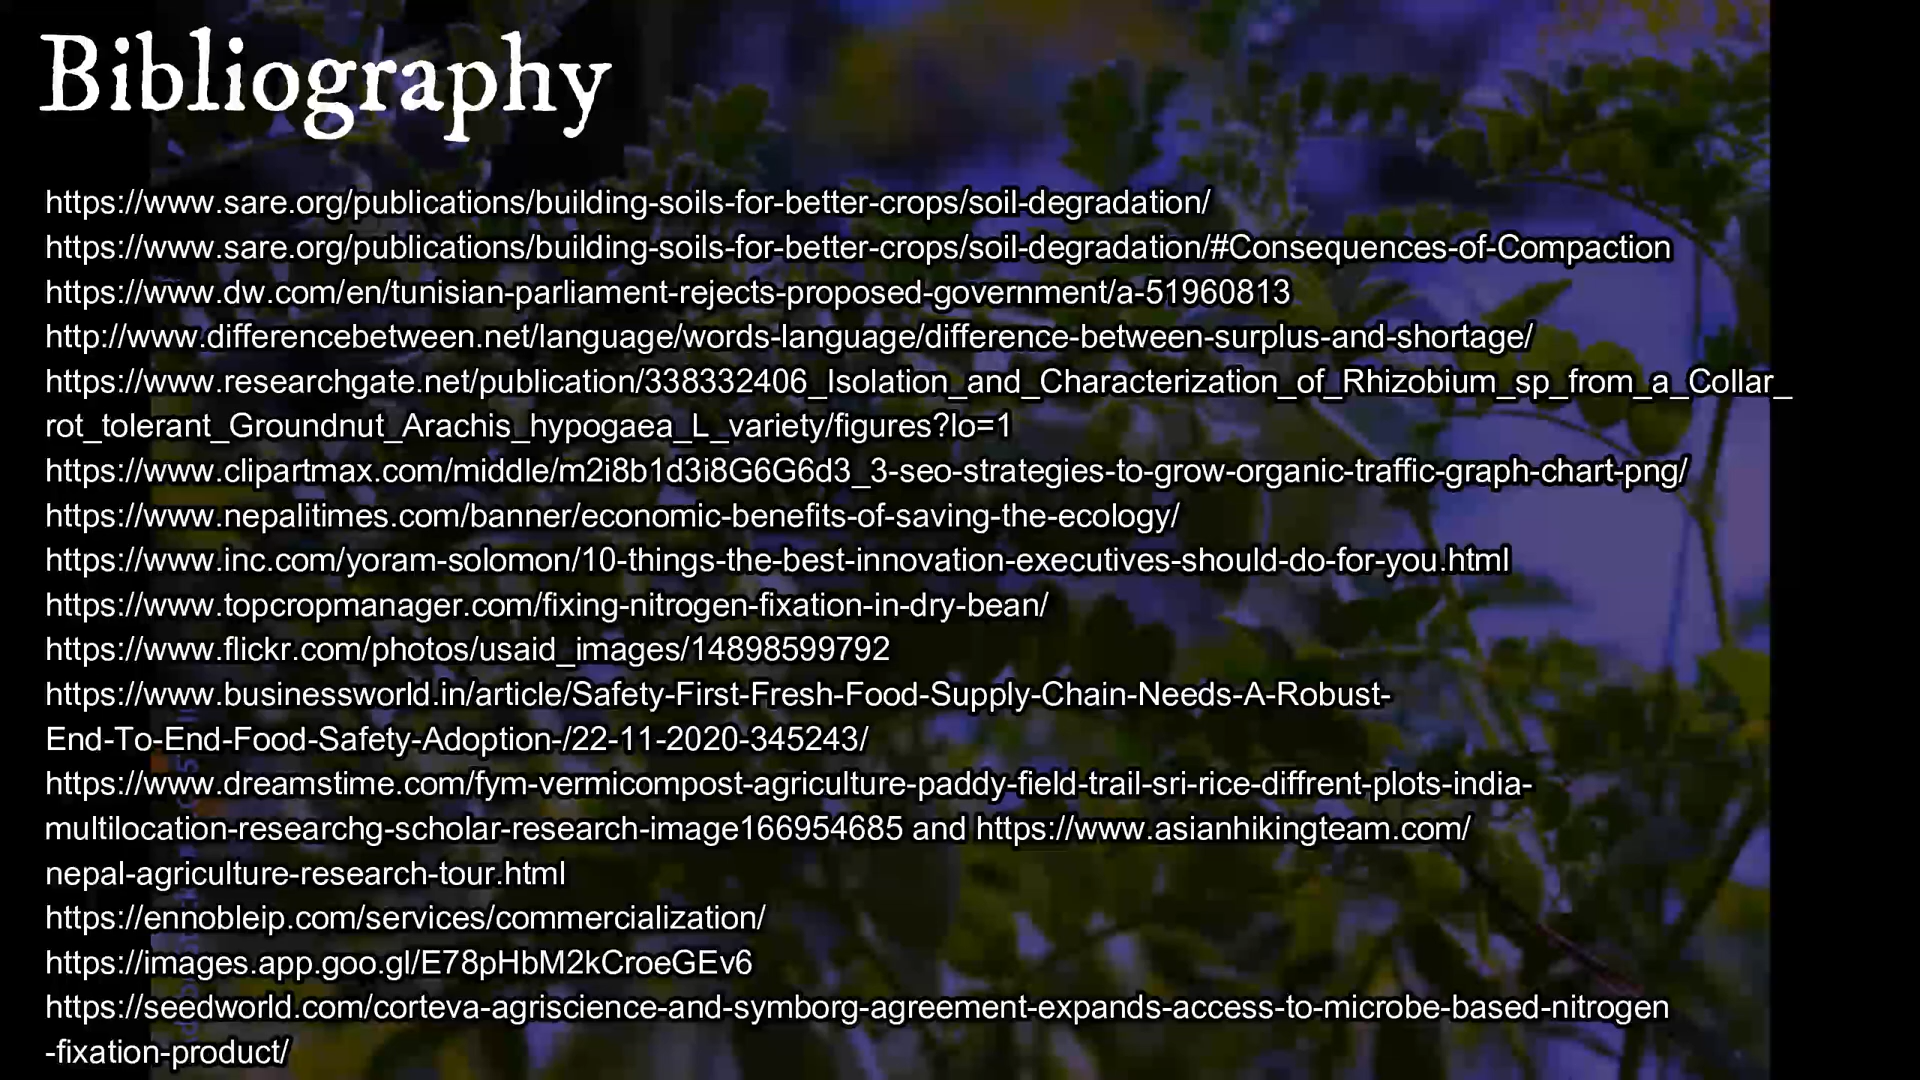 Bibliography
https://www.sare.org/publications/building-soils-for-better-crops/soil-degradation/
https://www.sare.org/publications/building-soils-for-better-crops/soil-degradation/#Consequences-of-Compaction
https://www.dw.com/en/tunisian-parliament-rejects-proposed-government/a-51960813
http://www.differencebetween.net/language/words-language/difference-between-surplus-and-shortage/
https://www.researchgate.net/publication/338332406_Isolation_and_Characterization_of_Rhizobium_sp_from_a_Collar_
rot_tolerant_Groundnut_Arachis_hypogaea_L_variety/figures?lo=1
https://www.clipartmax.com/middle/m2i8b1d3i8G6G6d3_3-seo-strategies-to-grow-organic-traffic-graph-chart-png/
https://www.nepalitimes.com/banner/economic-benefits-of-saving-the-ecology/
https://www.inc.com/yoram-solomon/10-things-the-best-innovation-executives-should-do-for-you.html
https://www.topcropmanager.com/fixing-nitrogen-fixation-in-dry-bean/
https://www.flickr.com/photos/usaid_images/14898599792
https://www.businessworld.in/article/Safety-First-Fresh-Food-Supply-Chain-Needs-A-Robust-
End-To-End-Food-Safety-Adoption-/22-11-2020-345243/
https://www.dreamstime.com/fym-vermicompost-agriculture-paddy-field-trail-sri-rice-diffrent-plots-india-
multilocation-researchg-scholar-research-image166954685 and https://www.asianhikingteam.com/
nepal-agriculture-research-tour.html
https://ennobleip.com/services/commercialization/
https://images.app.goo.gl/E78pHbM2kCroeGEv6
https://seedworld.com/corteva-agriscience-and-symborg-agreement-expands-access-to-microbe-based-nitrogen
-fixation-product/